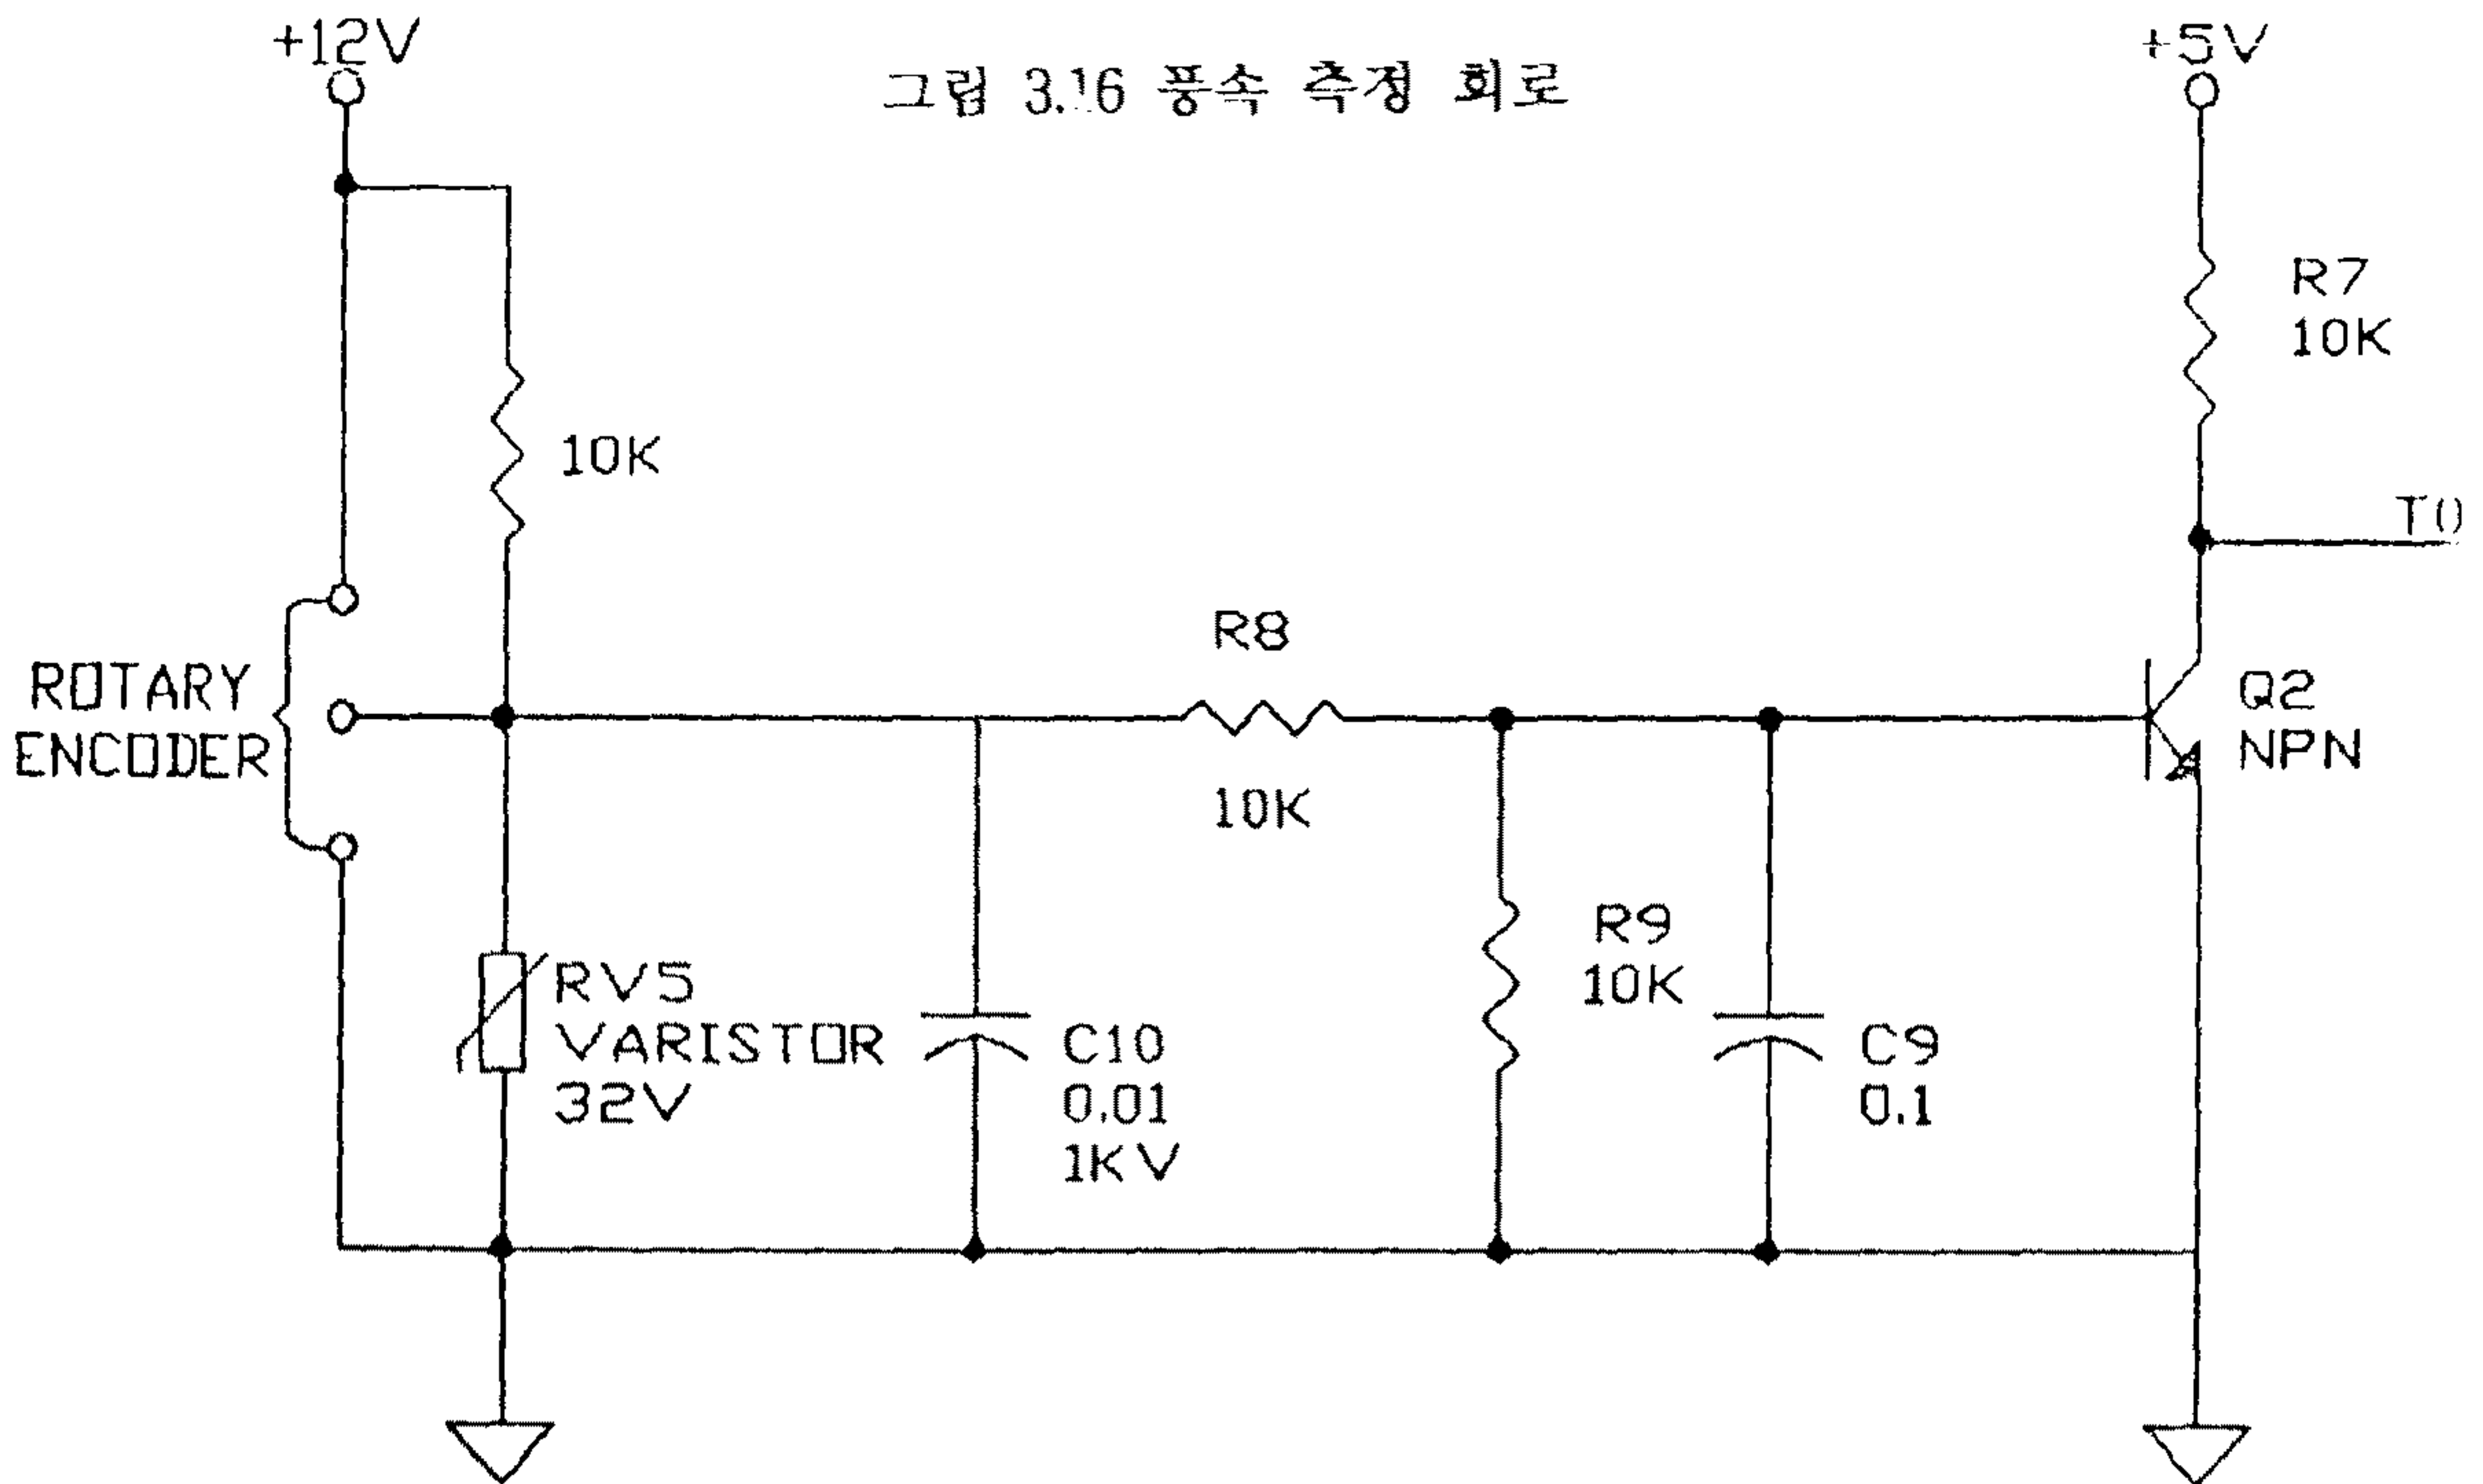 +12V
그림 3.16 풍속 측정 회로
+5V
R7
10K
10K
T0
R8
10K
ROTARY
ENCODER
Q2
NPN
RV5
VARISTOR
32V
C10
0.01
1KV
R9
10K
C9
0.1